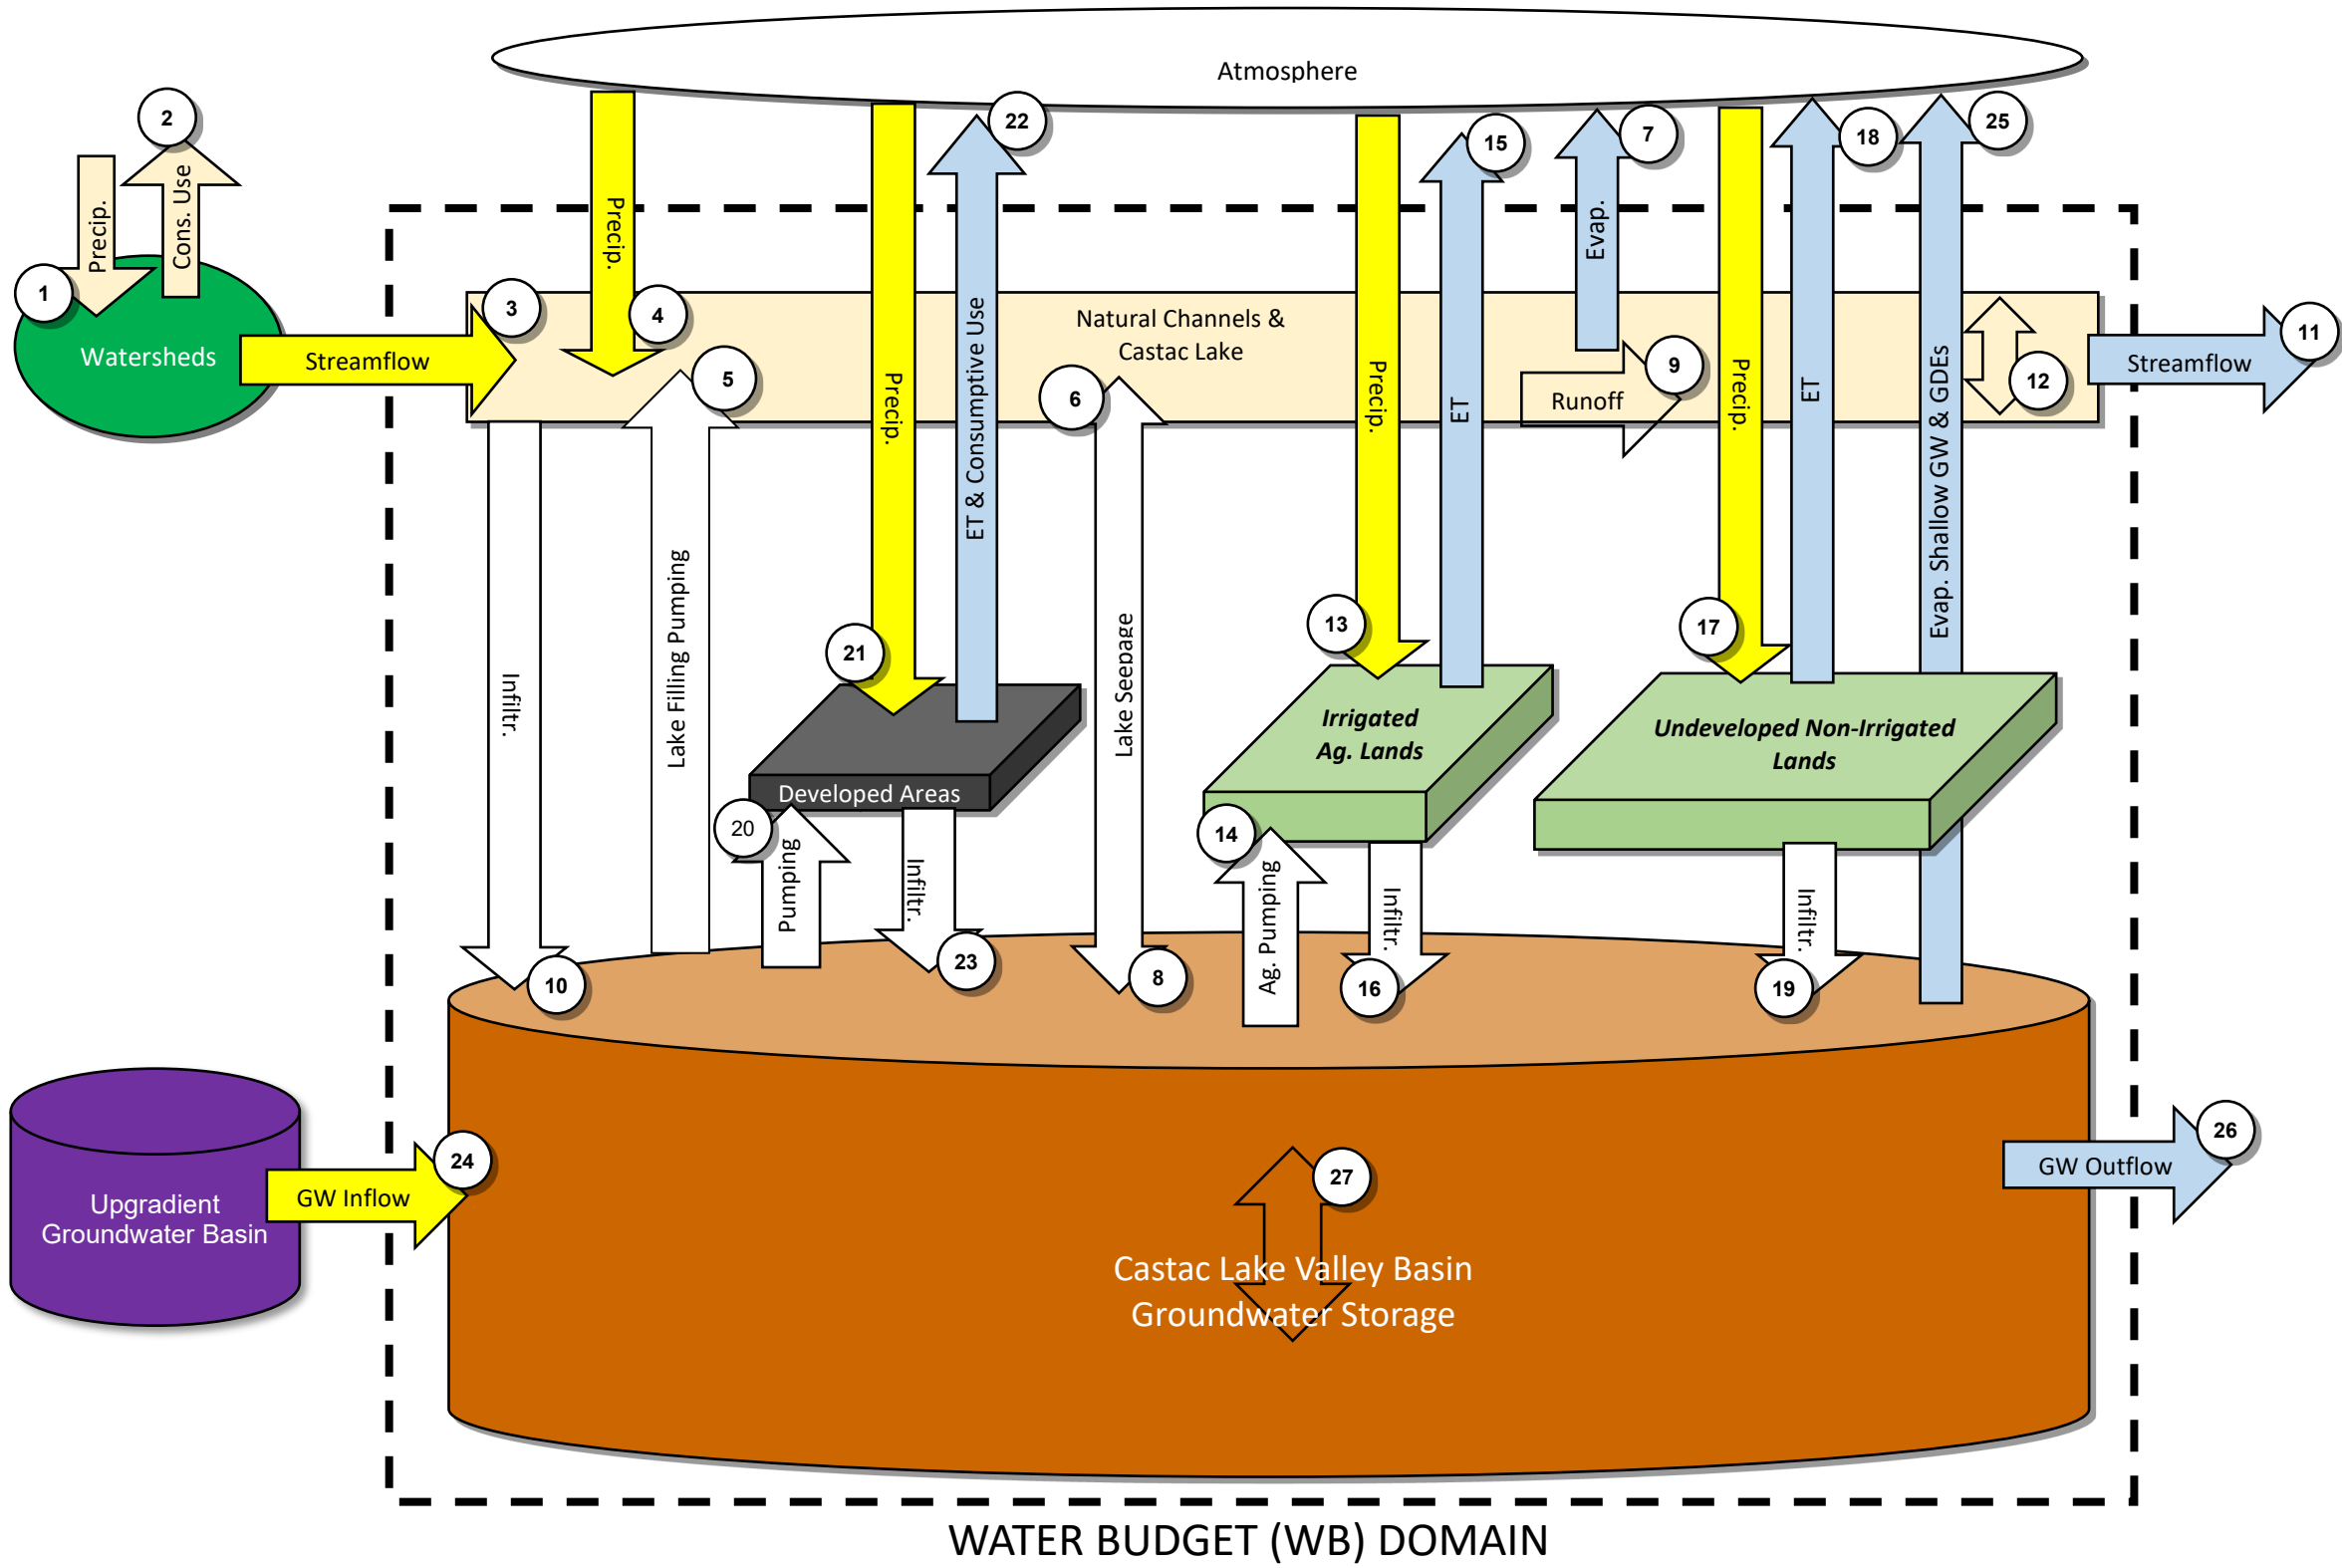 Atmosphere
2
22
25
7
18
15
Precip.
Cons. Use
Precip.
Evap.
1
3
4
Natural Channels &
Castac Lake
11
Watersheds
Streamflow
5
6
9
12
Streamflow
Runoff
Precip.
ET & Consumptive Use
Precip.
ET
Precip.
ET
Evap. Shallow GW & GDEs
Infiltr.
Lake Filling Pumping
Lake Seepage
21
13
17
Irrigated
Ag. Lands
Undeveloped Non-Irrigated
Lands
Developed Areas
20
14
Pumping
Infiltr.
Ag. Pumping
Infiltr.
Infiltr.
10
23
8
16
19
24
27
26
Upgradient
Groundwater Basin
GW Inflow
GW Outflow
Castac Lake Valley Basin
Groundwater Storage
WATER BUDGET (WB) DOMAIN